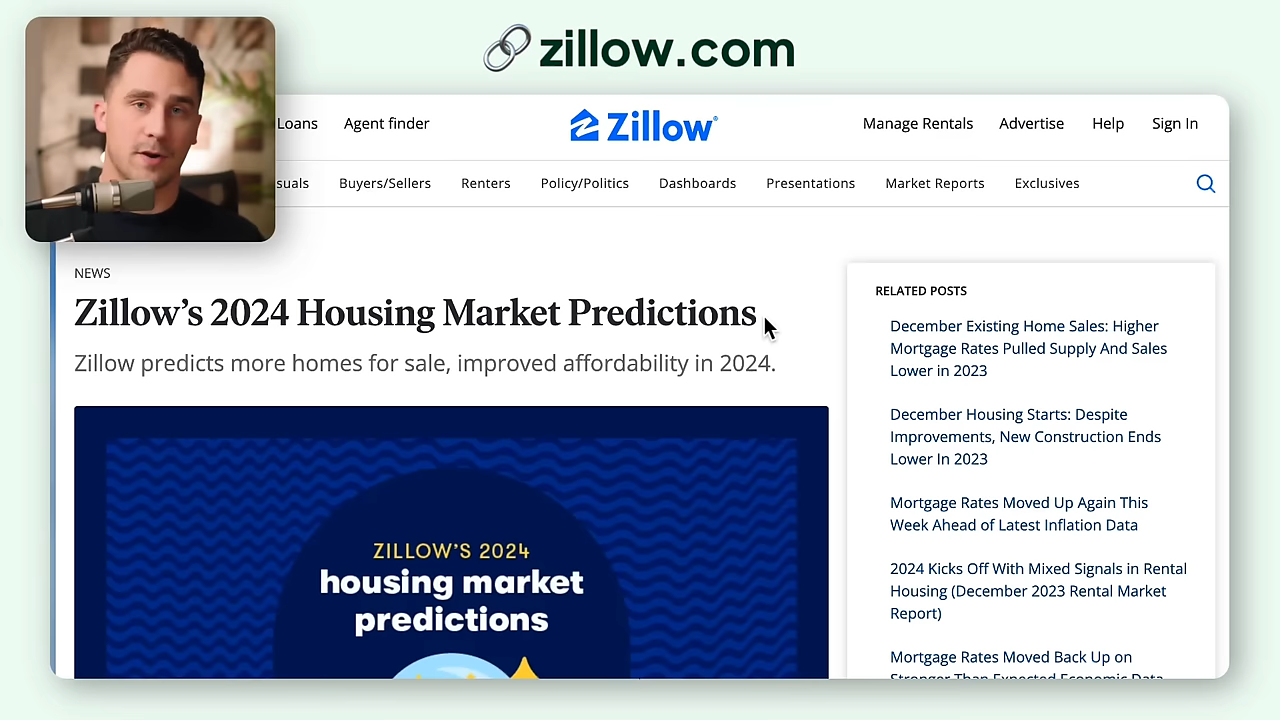 zillow.com
Loans Agent finder Zillow Manage Rentals Advertise Help Sign In
suals Buyers/Sellers Renters Policy/Politics Dashboards Presentations Market Reports Exclusives
NEWS
Zillow’s 2024 Housing Market Predictions
Zillow predicts more homes for sale, improved affordability in 2024.
ZILLOW’S 2024
housing market
predictions
RELATED POSTS
December Existing Home Sales: Higher
Mortgage Rates Pulled Supply And Sales
Lower in 2023
December Housing Starts: Despite
Improvements, New Construction Ends
Lower In 2023
Mortgage Rates Moved Up Again This
Week Ahead of Latest Inflation Data
2024 Kicks Off With Mixed Signals in Rental
Housing (December 2023 Rental Market
Report)
Mortgage Rates Moved Back Up on
Stronger Than Expected Economic Data